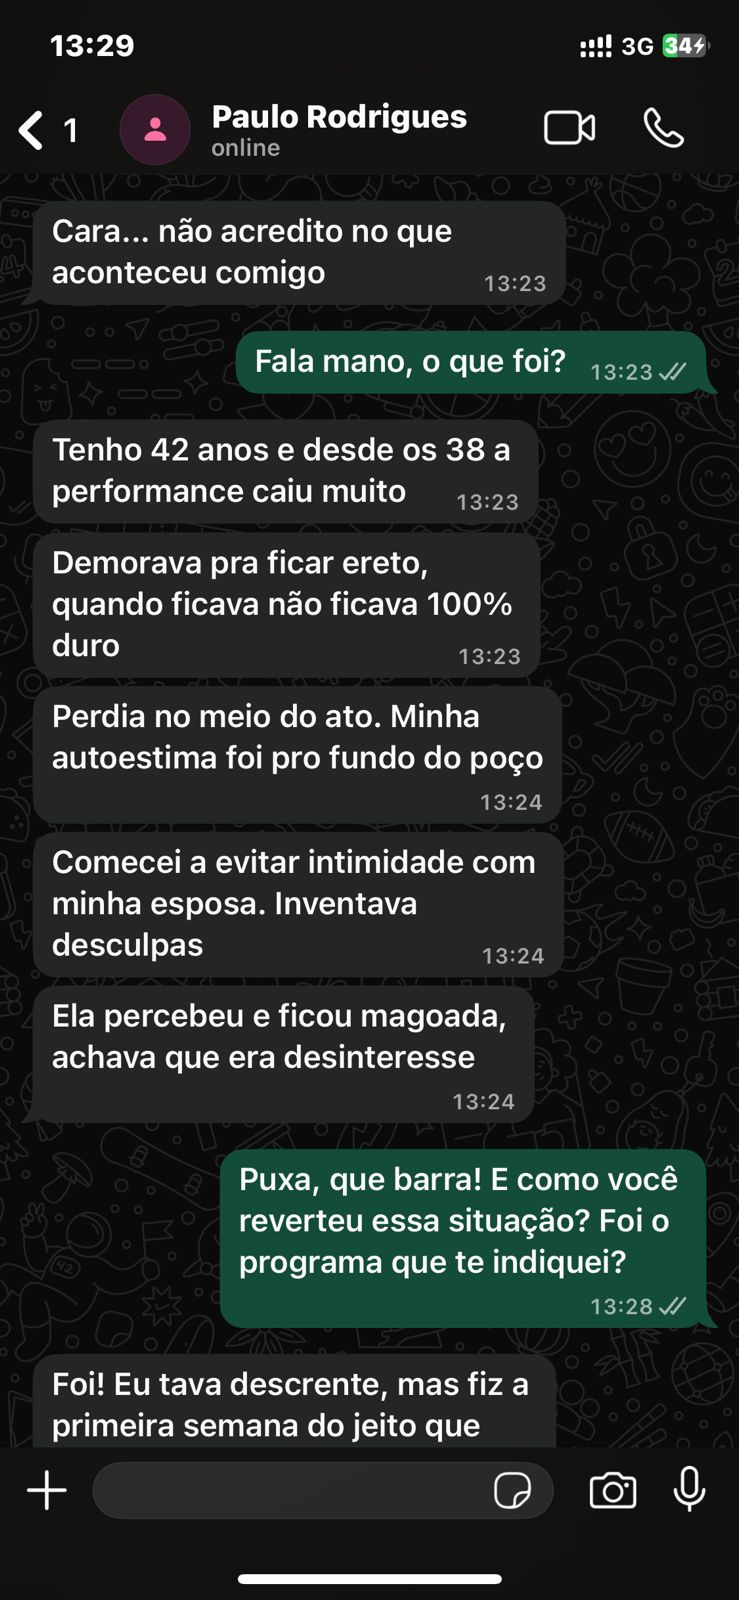 13:29
3G
34
1
Paulo Rodrigues
online
Cara... não acredito no que
aconteceu comigo
13:23
Fala mano, o que foi?
13:23
Tenho 42 anos e desde os 38 a
performance caiu muito
13:23
Demorava pra ficar ereto,
quando ficava não ficava 100%
duro
13:23
Perdia no meio do ato. Minha
autoestima foi pro fundo do poço
13:24
Comecei a evitar intimidade com
minha esposa. Inventava
desculpas
13:24
Ela percebeu e ficou magoada,
achava que era desinteresse
13:24
Puxa, que barra! E como você
reverteu essa situação? Foi o
programa que te indiquei?
13:28
Foi! Eu tava descrente, mas fiz a
primeira semana do jeito que